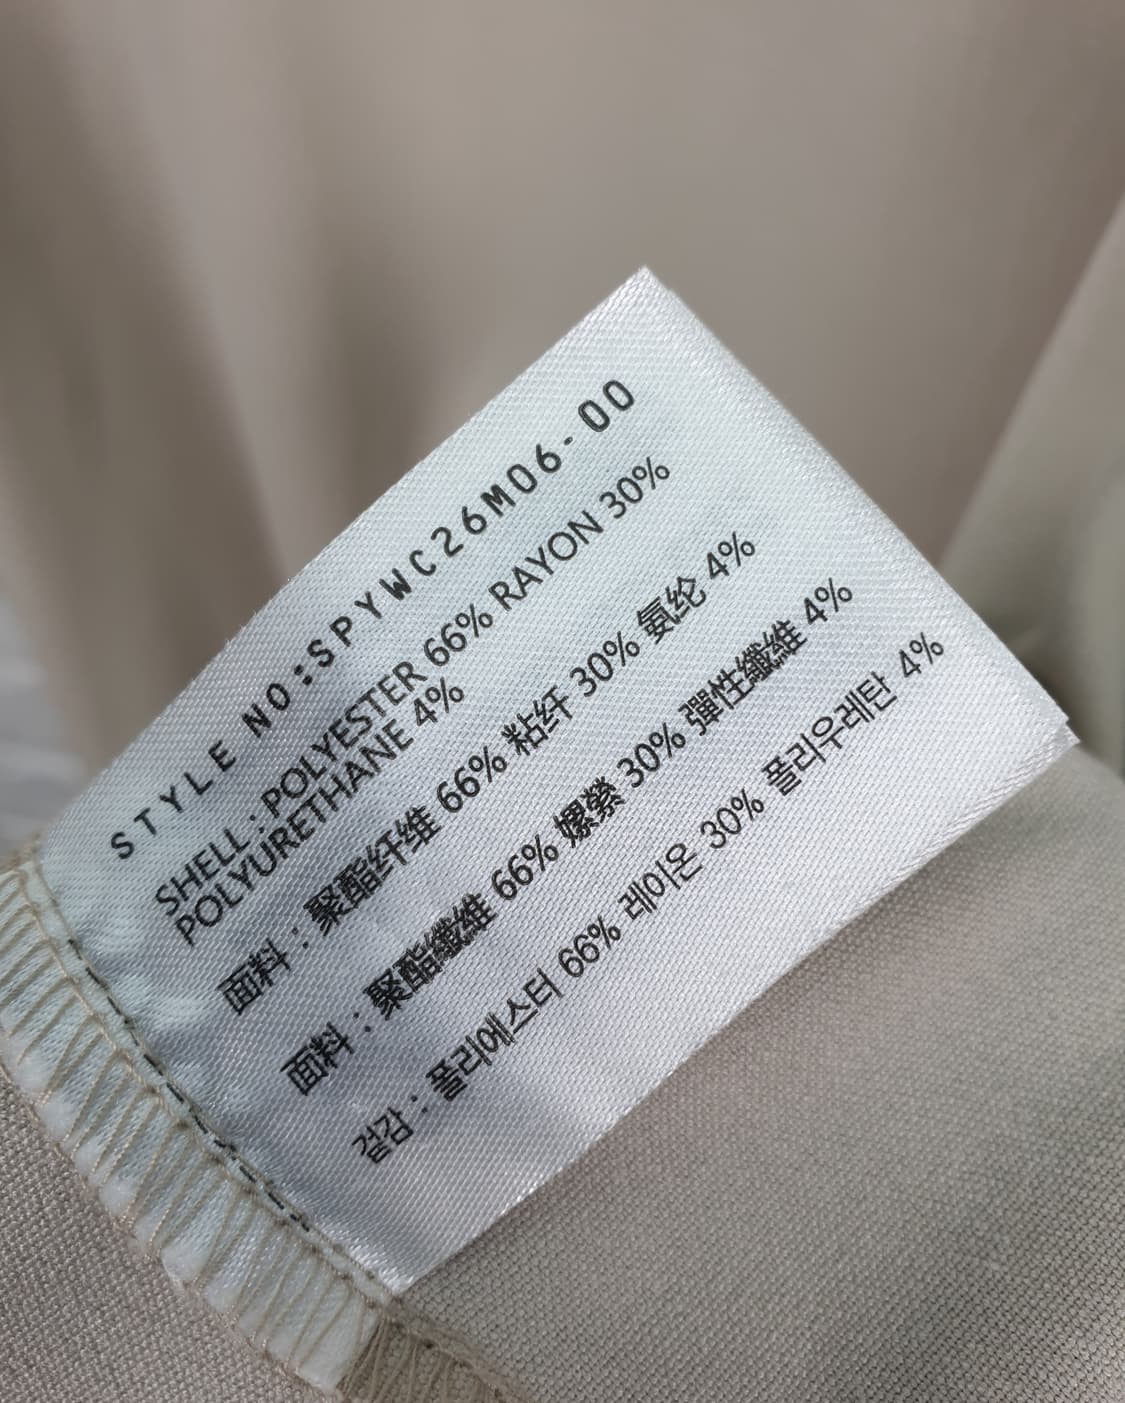 STYLE NO:SPYWC26M06-00
SHELL : POLYESTER 66% RAYON 30%
POLYURETHANE 4%
面料 : 聚酯纤维 66% 粘纤 30% 氨纶 4%
面料 : 聚酯纖維 66% 嫘縈 30% 彈性纖維 4%
겉감 : 폴리에스터 66% 레이온 30% 폴리우레탄 4%